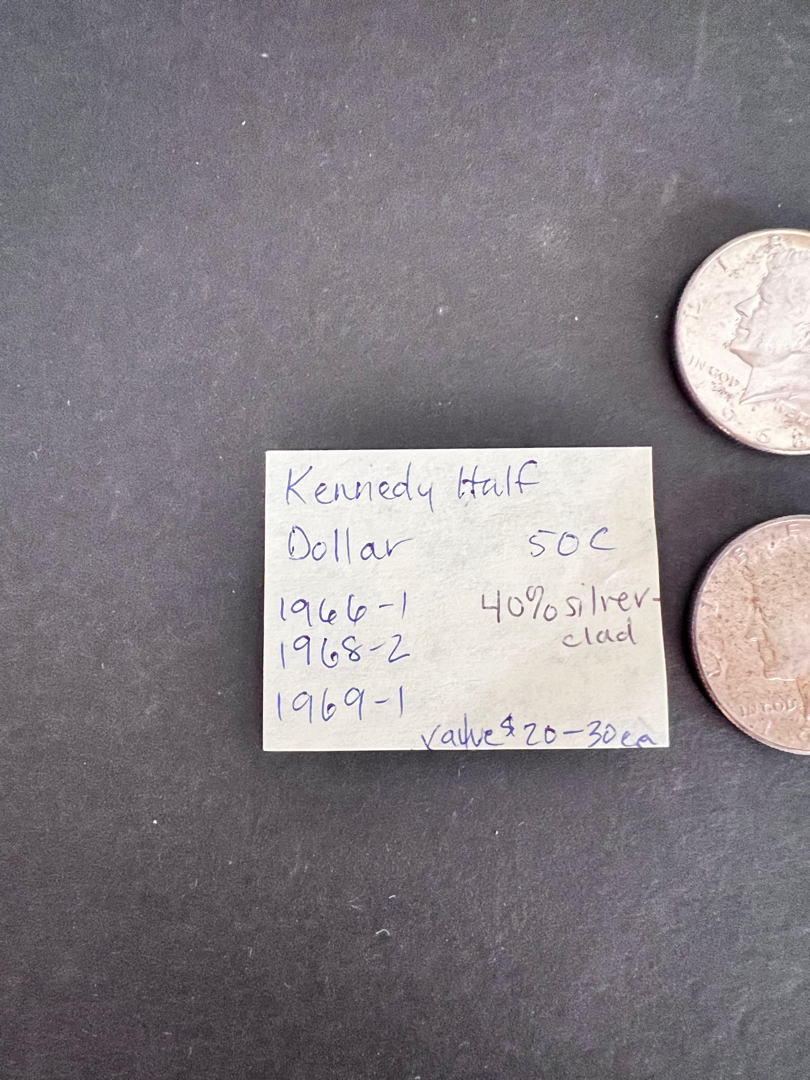 Kennedy Half
Dollar 50C
1966-1 40% silver-
clad
1968-2
1969-1
value $20-30ea